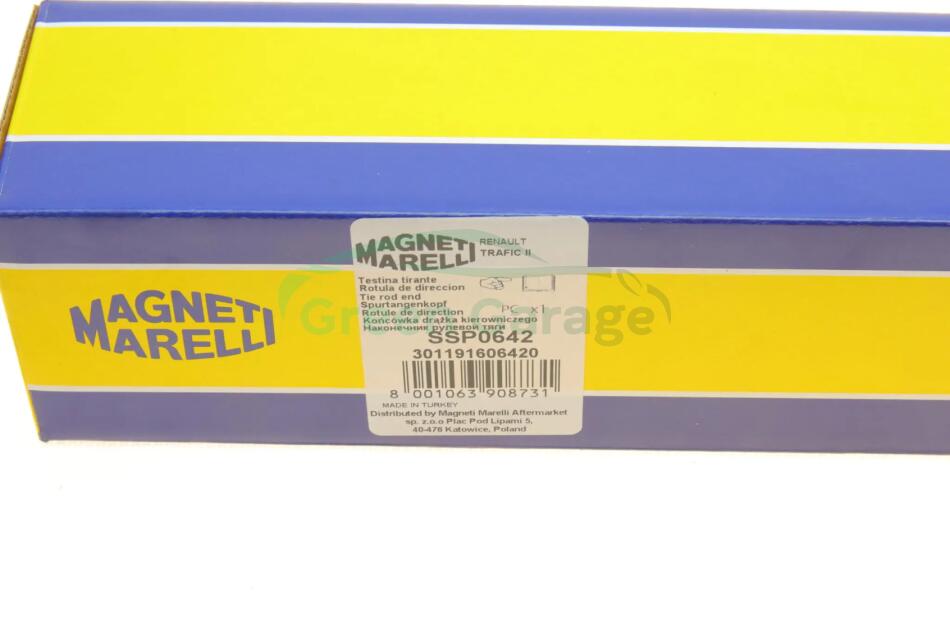 MAGNETI
MARELLI
MAGNETI
MARELLI
RENAULT
TRAFIC II
Testina tirante
Rotula de direccion
Tie rod end
Spurtangenkopf
Rotule de direction
Końcówka drążka kierowniczego
Наконечник рулевой тяги
PC x1
Green Garage
SSP0642
301191606420
8 001063 908731
MADE IN TURKEY
Distributed by Magneti Marelli Aftermarket
sp. z.o.o Plac Pod Lipami 5,
40-476 Katowice, Poland